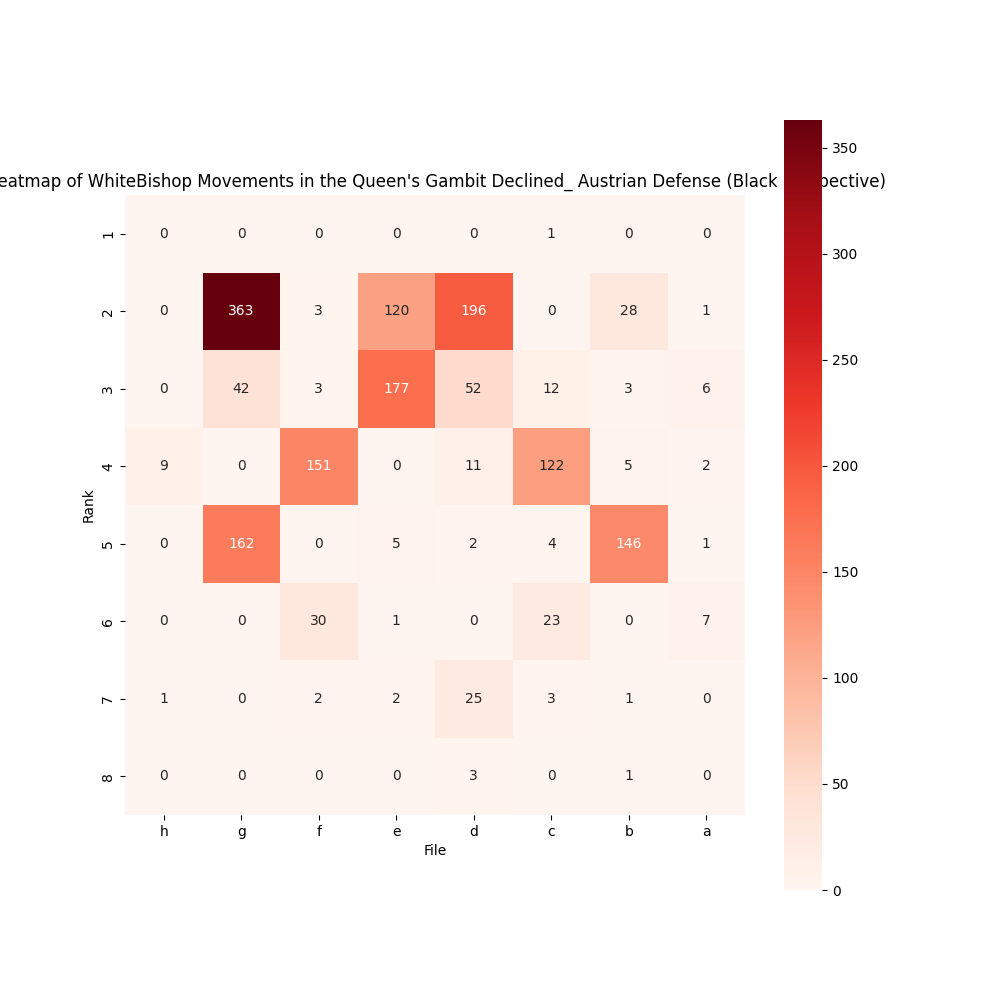 eatmap of WhiteBishop Movements in the Queen's Gambit Declined_ Austrian Defense (Black pective)
350
300
250
200
150
100
50
0
Rank
1 0 0 0 0 0 1 0 0
2 0 363 3 120 196 0 28 1
3 0 42 3 177 52 12 3 6
4 9 0 151 0 11 122 5 2
5 0 162 0 5 2 4 146 1
6 0 0 30 1 0 23 0 7
7 1 0 2 2 25 3 1 0
8 0 0 0 0 3 0 1 0
h g f e d c b a
File